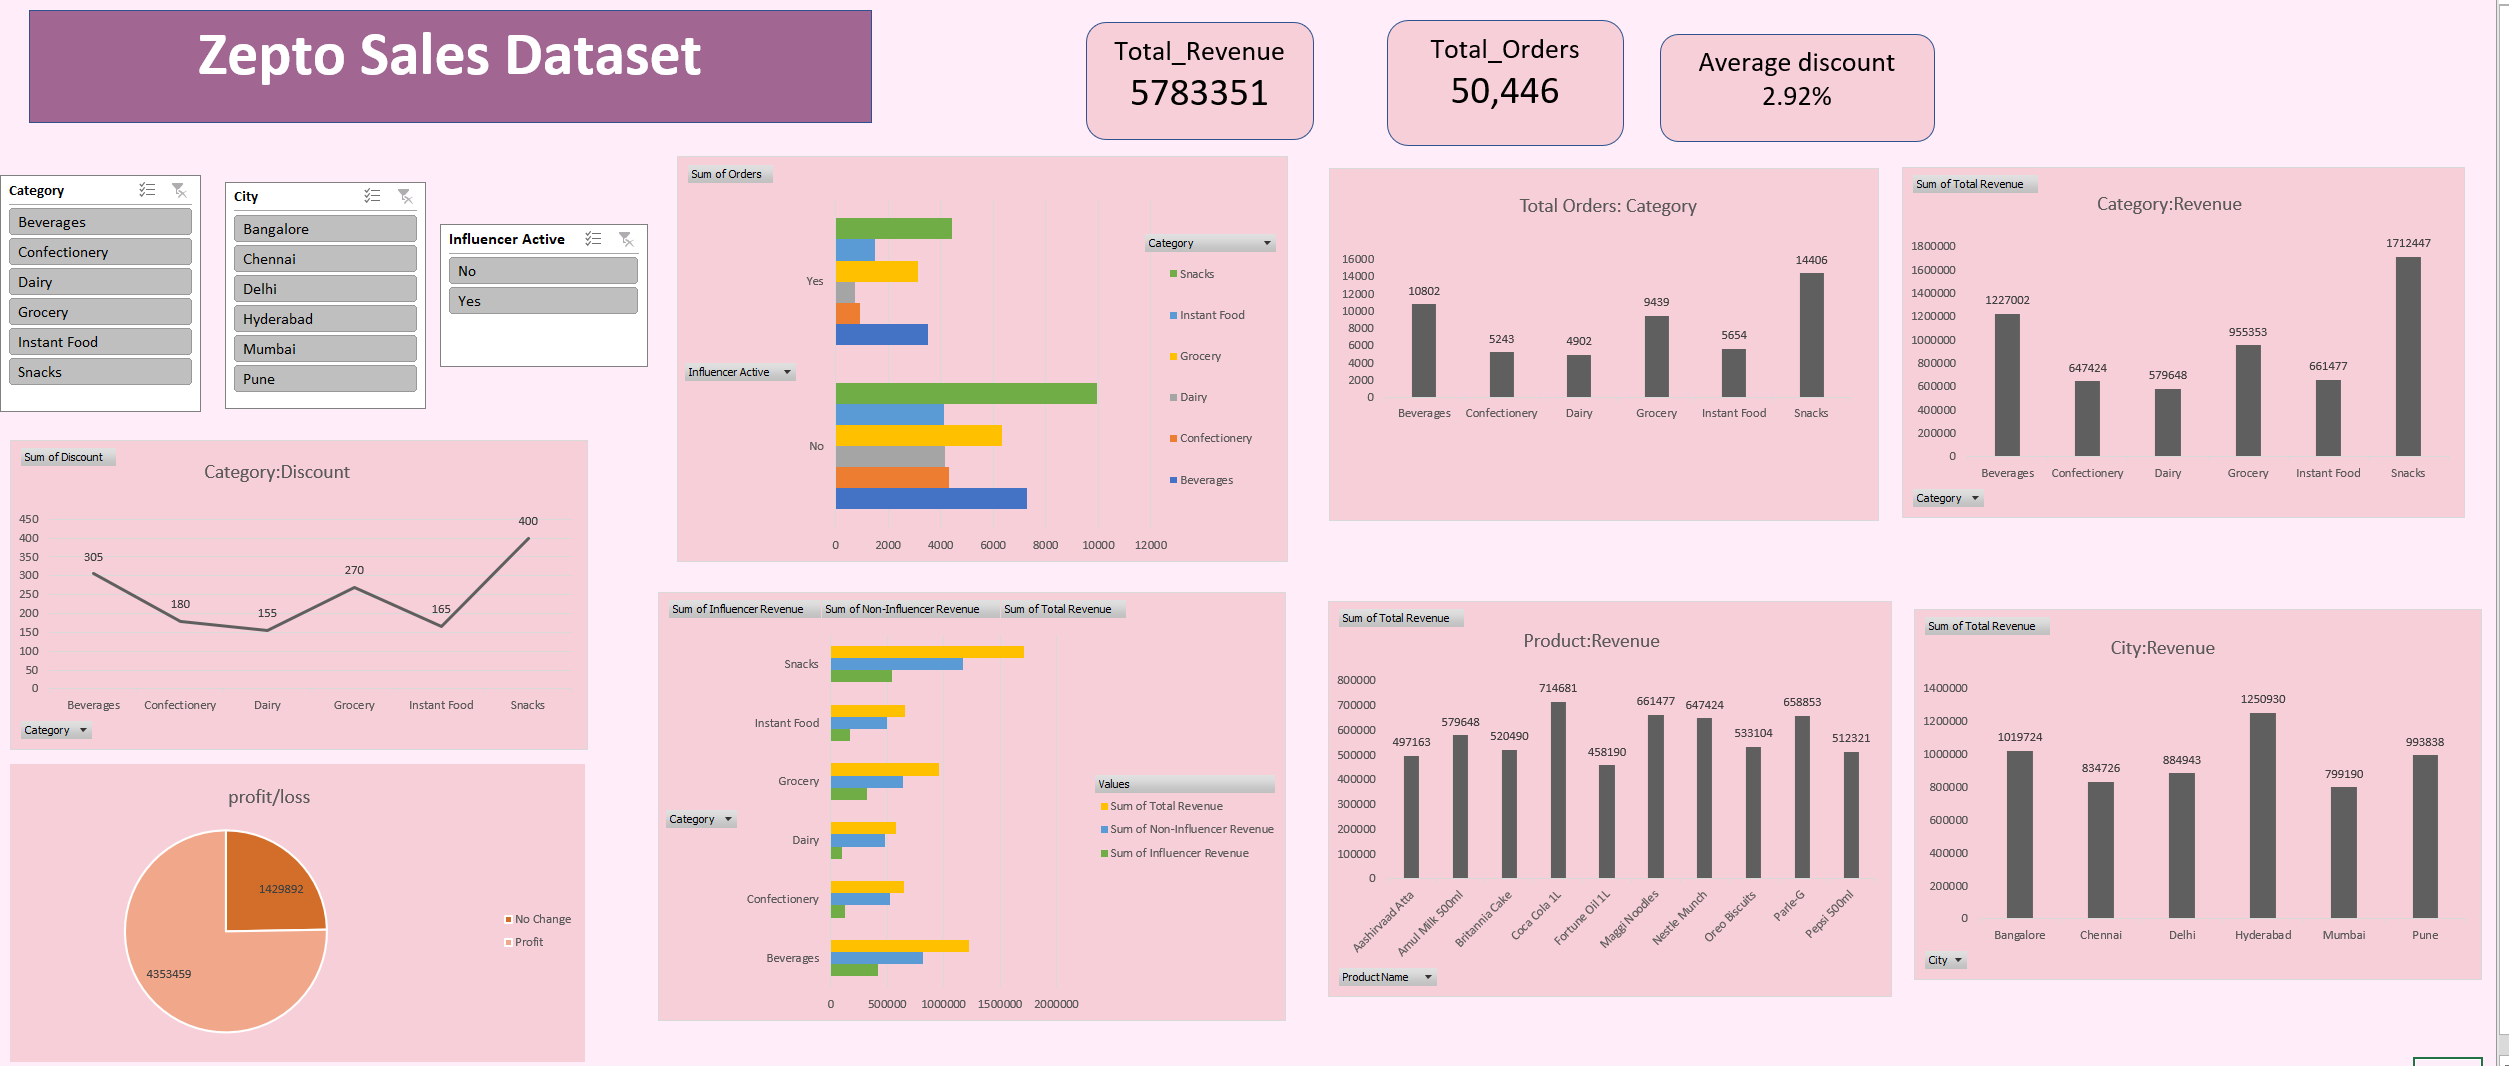 Zepto Sales Dataset
Total_Revenue
5783351
Total_Orders
50,446
Average discount
2.92%
Category
Beverages
Confectionery
Dairy
Grocery
Instant Food
Snacks
City
Bangalore
Chennai
Delhi
Hyderabad
Mumbai
Pune
Influencer Active
No
Yes
Sum of Orders
Yes
Influencer Active
No
0 2000 4000 6000 8000 10000 12000
Category
Snacks
Instant Food
Grocery
Dairy
Confectionery
Beverages
Total Orders: Category
16000
14000
12000
10000
8000
6000
4000
2000
0
10802 5243 4902 9439 5654 14406
Beverages Confectionery Dairy Grocery Instant Food Snacks
Sum of Total Revenue
Category:Revenue
1800000
1600000
1400000
1200000
1000000
800000
600000
400000
200000
0
1227002 647424 579648 955353 661477 1712447
Beverages Confectionery Dairy Grocery Instant Food Snacks
Category
Sum of Discount
Category:Discount
450
400
350
300
250
200
150
100
50
0
305 180 155 270 165 400
Beverages Confectionery Dairy Grocery Instant Food Snacks
Category
profit/loss
1429892
4353459
No Change
Profit
Sum of Influencer Revenue Sum of Non-Influencer Revenue Sum of Total Revenue
Snacks
Instant Food
Grocery
Category
Dairy
Confectionery
Beverages
0 500000 1000000 1500000 2000000
Values
Sum of Total Revenue
Sum of Non-Influencer Revenue
Sum of Influencer Revenue
Sum of Total Revenue
Product:Revenue
800000
700000
600000
500000
400000
300000
200000
100000
0
497163 579648 520490 714681 458190 661477 647424 533104 658853 512321
Aashirvaad Atta Amul Milk 500ml Britannia Cake Coca Cola 1L Fortune Oil 1L Maggi Noodles Nestle Munch Oreo Biscuits Parle-G Pepsi 500ml
Product Name
Sum of Total Revenue
City:Revenue
1400000
1200000
1000000
800000
600000
400000
200000
0
1019724 834726 884943 1250930 799190 993838
Bangalore Chennai Delhi Hyderabad Mumbai Pune
City